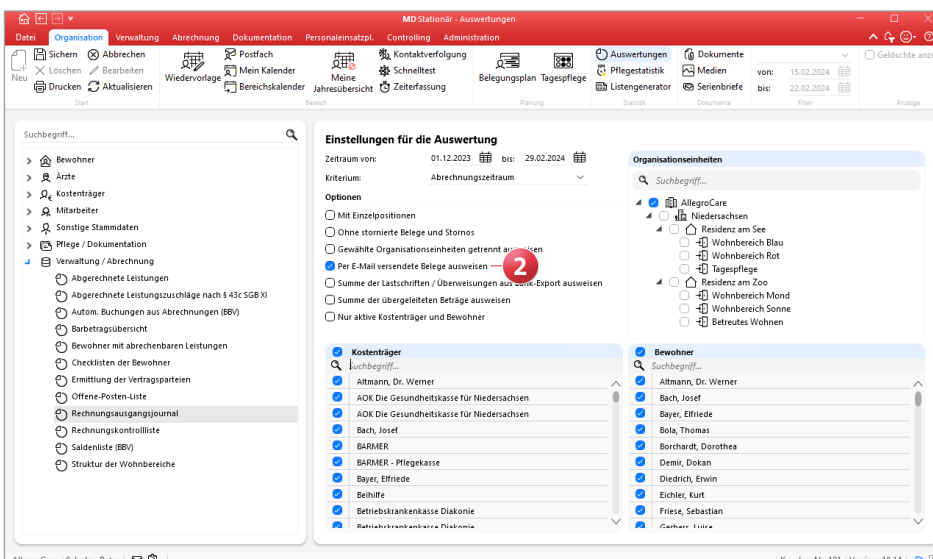 MD Stationär - Auswertungen
Datei Organisation Verwaltung Abrechnung Dokumentation Personaleinsatzpl. Controlling Administration
Neu
Sichern Abbrechen
Löschen Bearbeiten
Drucken Aktualisieren
Start
Wiedervorlage
Postfach
Mein Kalender
Bereichskalender
Meine Jahresübersicht
Kontaktverfolgung
Schnelltest
Zeiterfassung
Bereich
Belegungsplan Tagespflege
Planung
Auswertungen
Pflegestatistik
Listengenerator
Statistik
Dokumente
Medien
Serienbriefe
Dokumente
von: 15.02.2024
bis: 22.02.2024
Filter
Gelöschte anze
Anzeige
Suchbegriff...
Bewohner
Ärzte
Kostenträger
Mitarbeiter
Sonstige Stammdaten
Pflege / Dokumentation
Verwaltung / Abrechnung
Abgerechnete Leistungen
Abgerechnete Leistungszuschläge nach § 43c SGB XI
Autom. Buchungen aus Abrechnungen (BBV)
Barbetragsübersicht
Bewohner mit abrechenbaren Leistungen
Checklisten der Bewohner
Ermittlung der Vertragsparteien
Offene-Posten-Liste
Rechnungsausgangsjournal
Rechnungskontrollliste
Saldenliste (BBV)
Struktur der Wohnbereiche
Einstellungen für die Auswertung
Zeitraum von: 01.12.2023 bis: 29.02.2024
Kriterium: Abrechnungszeitraum
Optionen
Mit Einzelpositionen
Ohne stornierte Belege und Stornos
Gewählte Organisationseinheiten getrennt ausweisen
Per E-Mail versendete Belege ausweisen
2
Summe der Lastschriften / Überweisungen aus Bank-Export ausweisen
Summe der übergeleiteten Beträge ausweisen
Nur aktive Kostenträger und Bewohner
Organisationseinheiten
Suchbegriff...
AllegroCare
Niedersachsen
Residenz am See
Wohnbereich Blau
Wohnbereich Rot
Tagespflege
Residenz am Zoo
Wohnbereich Mond
Wohnbereich Sonne
Betreutes Wohnen
Kostenträger
Suchbegriff...
Altmann, Dr. Werner
AOK Die Gesundheitskasse für Niedersachsen
AOK Die Gesundheitskasse für Niedersachsen
Bach, Josef
BARMER
BARMER - Pflegekasse
Bayer, Elfriede
Beihilfe
Betriebskrankenkasse Diakonie
Betriebskrankenkasse Diakonie
Bewohner
Suchbegriff...
Altmann, Dr. Werner
Bach, Josef
Bayer, Elfriede
Bola, Thomas
Borchardt, Dorothea
Demir, Dokan
Diedrich, Erwin
Eichler, Kurt
Friese, Sebastian
Gerbers, Luise